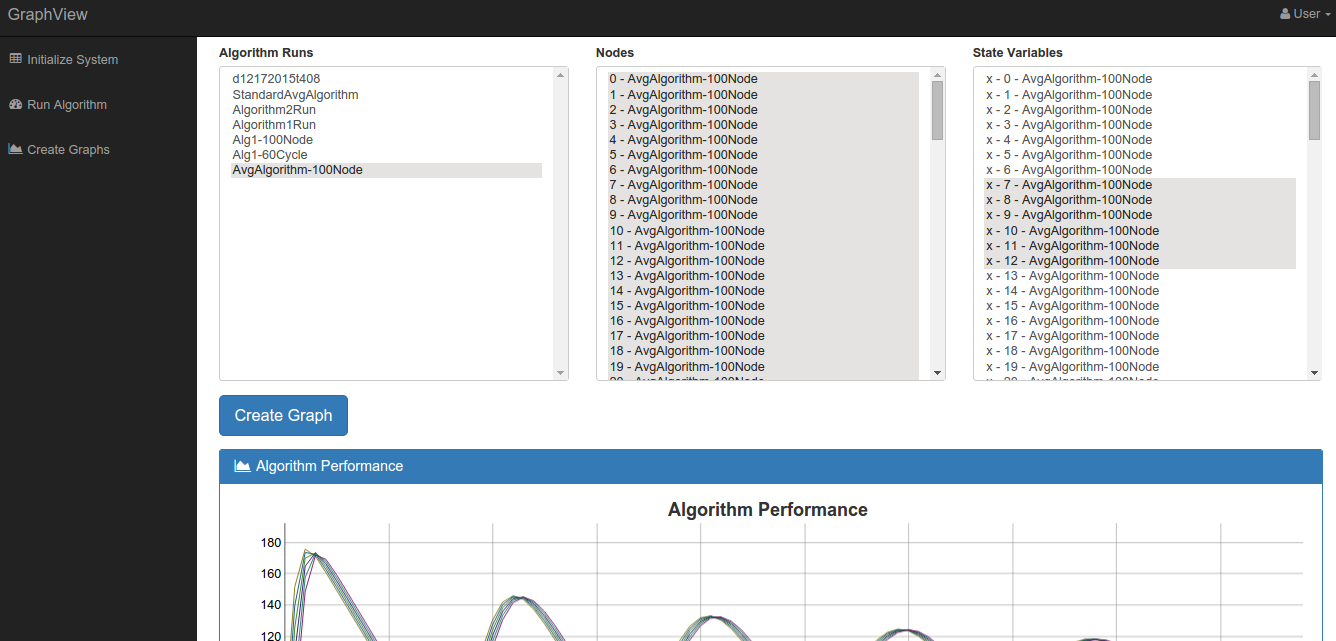 GraphView
User
Initialize System
Run Algorithm
Create Graphs
Algorithm Runs
d12172015t408
StandardAvgAlgorithm
Algorithm2Run
Algorithm1Run
Alg1-100Node
Alg1-60Cycle
AvgAlgorithm-100Node
Nodes
0 - AvgAlgorithm-100Node
1 - AvgAlgorithm-100Node
2 - AvgAlgorithm-100Node
3 - AvgAlgorithm-100Node
4 - AvgAlgorithm-100Node
5 - AvgAlgorithm-100Node
6 - AvgAlgorithm-100Node
7 - AvgAlgorithm-100Node
8 - AvgAlgorithm-100Node
9 - AvgAlgorithm-100Node
10 - AvgAlgorithm-100Node
11 - AvgAlgorithm-100Node
12 - AvgAlgorithm-100Node
13 - AvgAlgorithm-100Node
14 - AvgAlgorithm-100Node
15 - AvgAlgorithm-100Node
16 - AvgAlgorithm-100Node
17 - AvgAlgorithm-100Node
18 - AvgAlgorithm-100Node
19 - AvgAlgorithm-100Node
State Variables
x - 0 - AvgAlgorithm-100Node
x - 1 - AvgAlgorithm-100Node
x - 2 - AvgAlgorithm-100Node
x - 3 - AvgAlgorithm-100Node
x - 4 - AvgAlgorithm-100Node
x - 5 - AvgAlgorithm-100Node
x - 6 - AvgAlgorithm-100Node
x - 7 - AvgAlgorithm-100Node
x - 8 - AvgAlgorithm-100Node
x - 9 - AvgAlgorithm-100Node
x - 10 - AvgAlgorithm-100Node
x - 11 - AvgAlgorithm-100Node
x - 12 - AvgAlgorithm-100Node
x - 13 - AvgAlgorithm-100Node
x - 14 - AvgAlgorithm-100Node
x - 15 - AvgAlgorithm-100Node
x - 16 - AvgAlgorithm-100Node
x - 17 - AvgAlgorithm-100Node
x - 18 - AvgAlgorithm-100Node
x - 19 - AvgAlgorithm-100Node
Create Graph
Algorithm Performance
Algorithm Performance
180
160
140
120